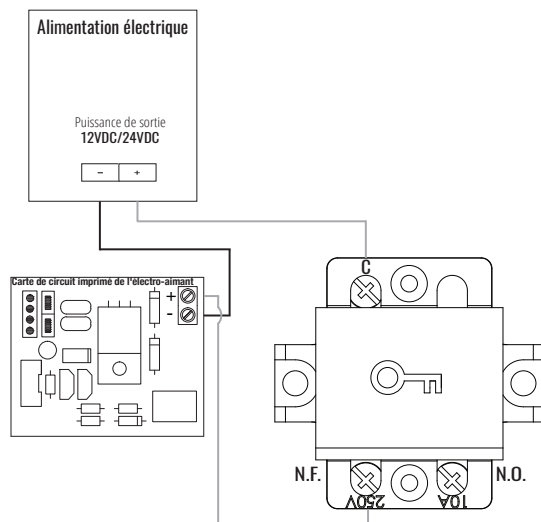 Alimentation électrique
Puissance de sortie
12VDC/24VDC
- +
Carte de circuit imprimé de l'électro-aimant
+
-
C
N.F.
250V
10A
N.O.